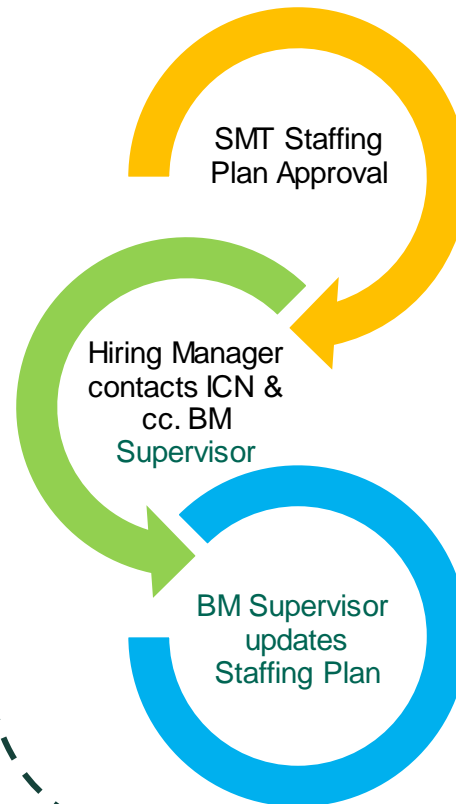 SMT Staffing
Plan Approval
Hiring Manager
contacts ICN &
cc. BM
Supervisor
BM Supervisor
updates
Staffing Plan